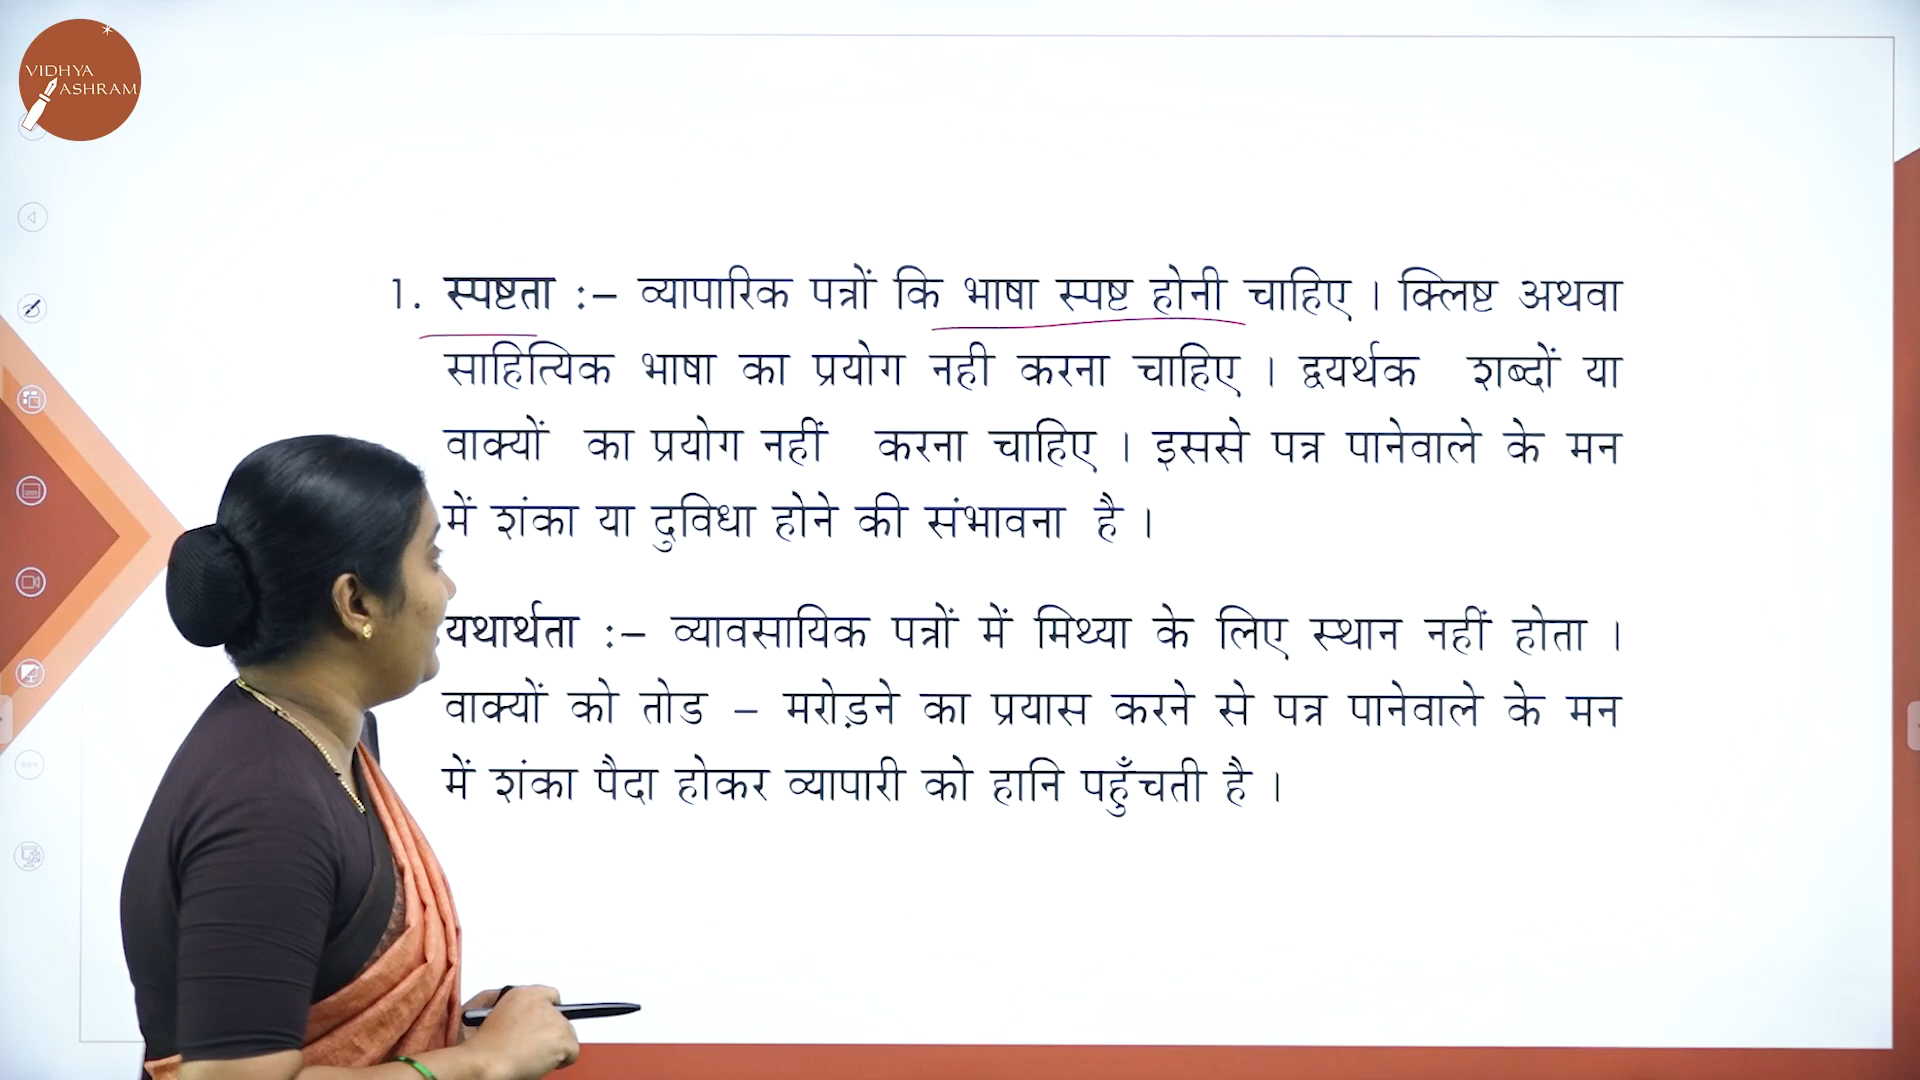 VIDHYA
ASHRAM
1. स्पष्टता :– व्यापारिक पत्रों कि भाषा स्पष्ट होनी चाहिए । क्लिष्ट अथवा
साहित्यिक भाषा का प्रयोग नही करना चाहिए । द्वयर्थक शब्दों या
वाक्यों का प्रयोग नहीं करना चाहिए । इससे पत्र पानेवाले के मन
में शंका या दुविधा होने की संभावना है ।
यथार्थता :– व्यावसायिक पत्रों में मिथ्या के लिए स्थान नहीं होता ।
वाक्यों को तोड – मरोड़ने का प्रयास करने से पत्र पानेवाले के मन
में शंका पैदा होकर व्यापारी को हानि पहुँचती है ।